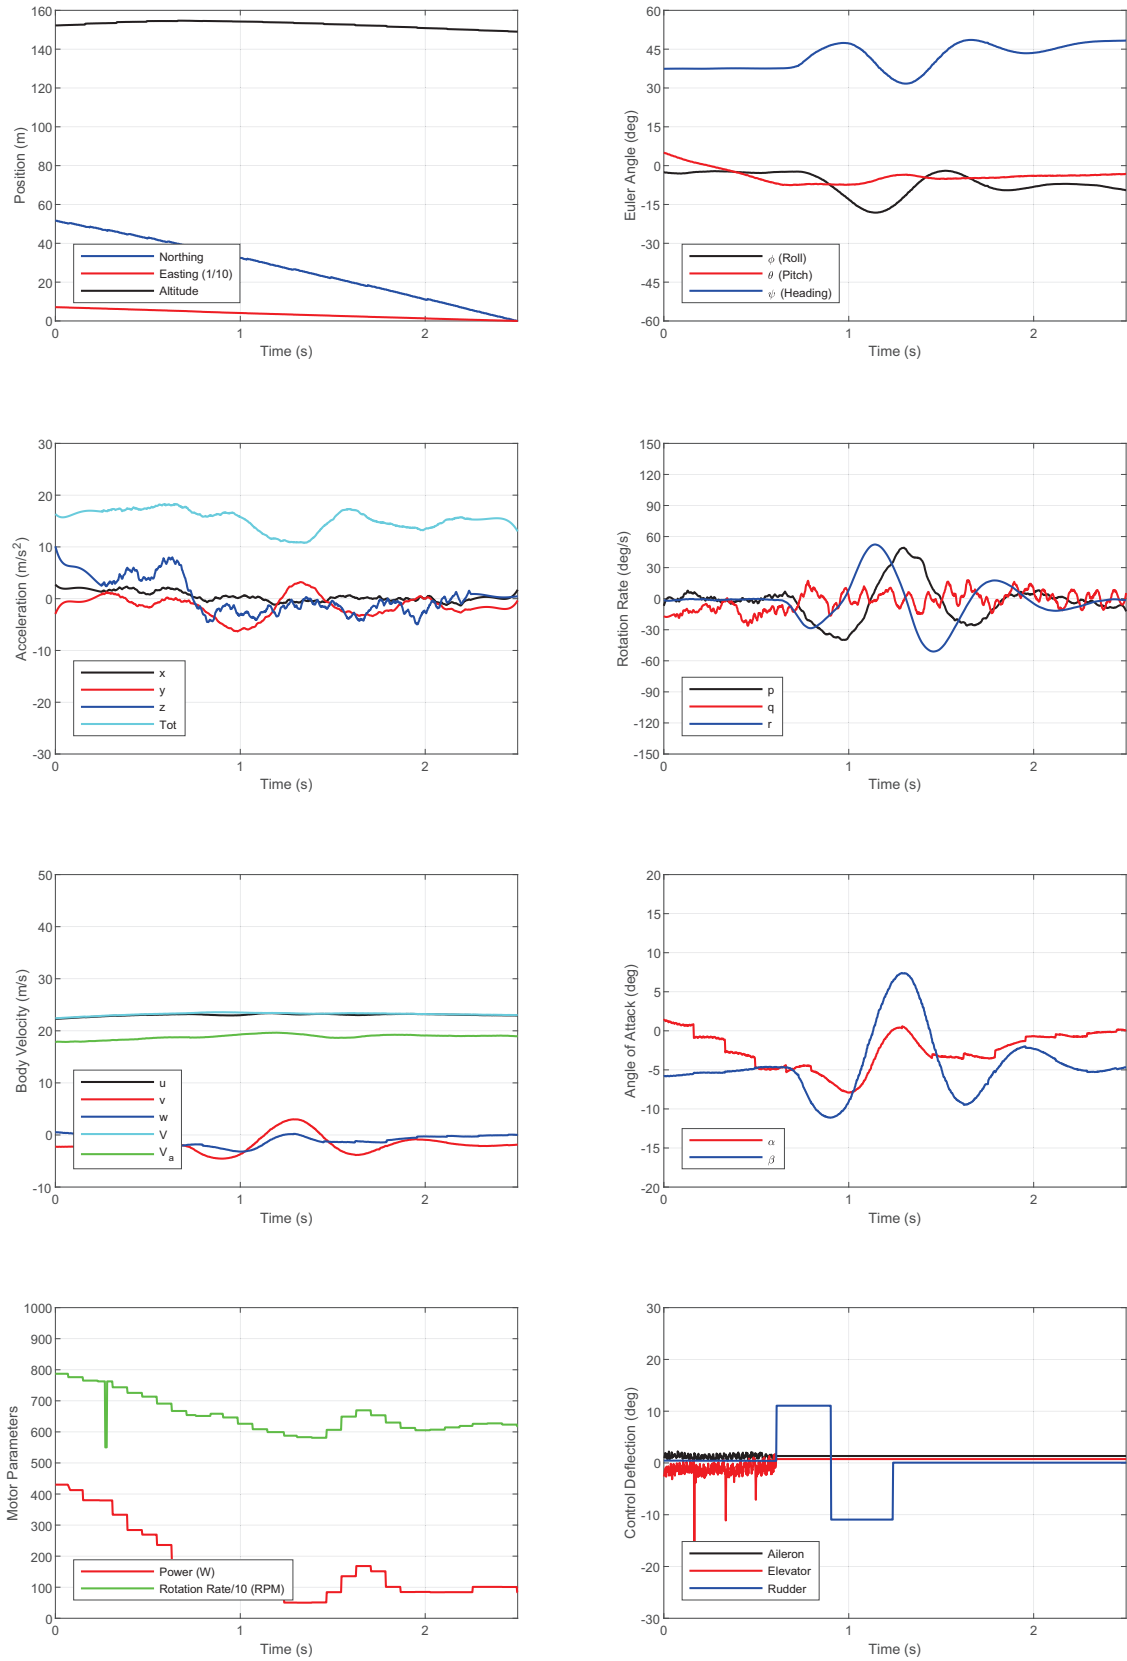 160
140
120
100
80
60
40
20
0
0
1
2
Position (m)
Time (s)
Northing
Easting (1/10)
Altitude
60
45
30
15
0
-15
-30
-45
-60
0
1
2
Euler Angle (deg)
Time (s)
ϕ (Roll)
θ (Pitch)
ψ (Heading)
30
20
10
0
-10
-20
-30
0
1
2
Acceleration (m/s²)
Time (s)
x
y
z
Tot
150
120
90
60
30
0
-30
-60
-90
-120
-150
0
1
2
Rotation Rate (deg/s)
Time (s)
p
q
r
50
40
30
20
10
0
-10
0
1
2
Body Velocity (m/s)
Time (s)
u
v
w
V
Vₐ
20
15
10
5
0
-5
-10
-15
-20
0
1
2
Angle of Attack (deg)
Time (s)
α
β
1000
900
800
700
600
500
400
300
200
100
0
0
1
2
Motor Parameters
Time (s)
Power (W)
Rotation Rate/10 (RPM)
30
20
10
0
-10
-20
-30
0
1
2
Control Deflection (deg)
Time (s)
Aileron
Elevator
Rudder